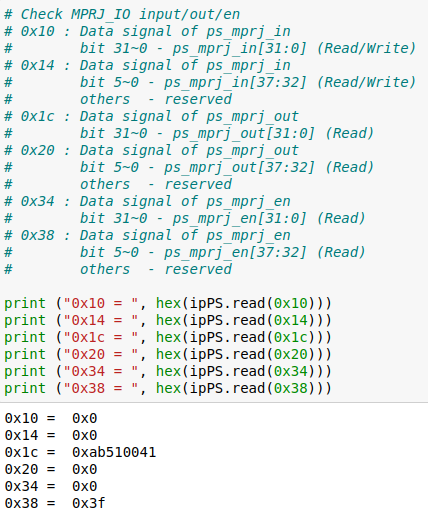 # Check MPRJ_IO input/out/en
# 0x10 : Data signal of ps_mprj_in
#        bit 31~0 - ps_mprj_in[31:0] (Read/Write)
# 0x14 : Data signal of ps_mprj_in
#        bit 5~0 - ps_mprj_in[37:32] (Read/Write)
#        others  - reserved
# 0x1c : Data signal of ps_mprj_out
#        bit 31~0 - ps_mprj_out[31:0] (Read)
# 0x20 : Data signal of ps_mprj_out
#        bit 5~0 - ps_mprj_out[37:32] (Read)
#        others  - reserved
# 0x34 : Data signal of ps_mprj_en
#        bit 31~0 - ps_mprj_en[31:0] (Read)
# 0x38 : Data signal of ps_mprj_en
#        bit 5~0 - ps_mprj_en[37:32] (Read)
#        others  - reserved

print ("0x10 = ", hex(ipPS.read(0x10)))
print ("0x14 = ", hex(ipPS.read(0x14)))
print ("0x1c = ", hex(ipPS.read(0x1c)))
print ("0x20 = ", hex(ipPS.read(0x20)))
print ("0x34 = ", hex(ipPS.read(0x34)))
print ("0x38 = ", hex(ipPS.read(0x38)))

0x10 =  0x0
0x14 =  0x0
0x1c =  0xab510041
0x20 =  0x0
0x34 =  0x0
0x38 =  0x3f